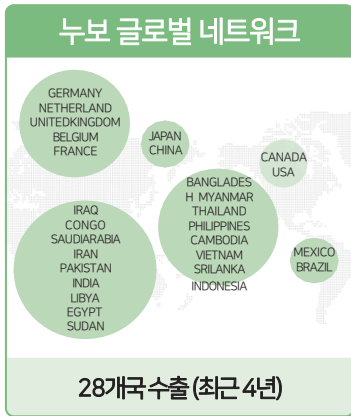 누보 글로벌 네트워크
GERMANY
NETHERLAND
UNITEDKINGDOM
BELGIUM
FRANCE
JAPAN
CHINA
CANADA
USA
IRAQ
CONGO
SAUDIARABIA
IRAN
PAKISTAN
INDIA
LIBYA
EGYPT
SUDAN
BANGLADES
H MYANMAR
THAILAND
PHILIPPINES
CAMBODIA
VIETNAM
SRILANKA
INDONESIA
MEXICO
BRAZIL
28개국 수출 (최근 4년)